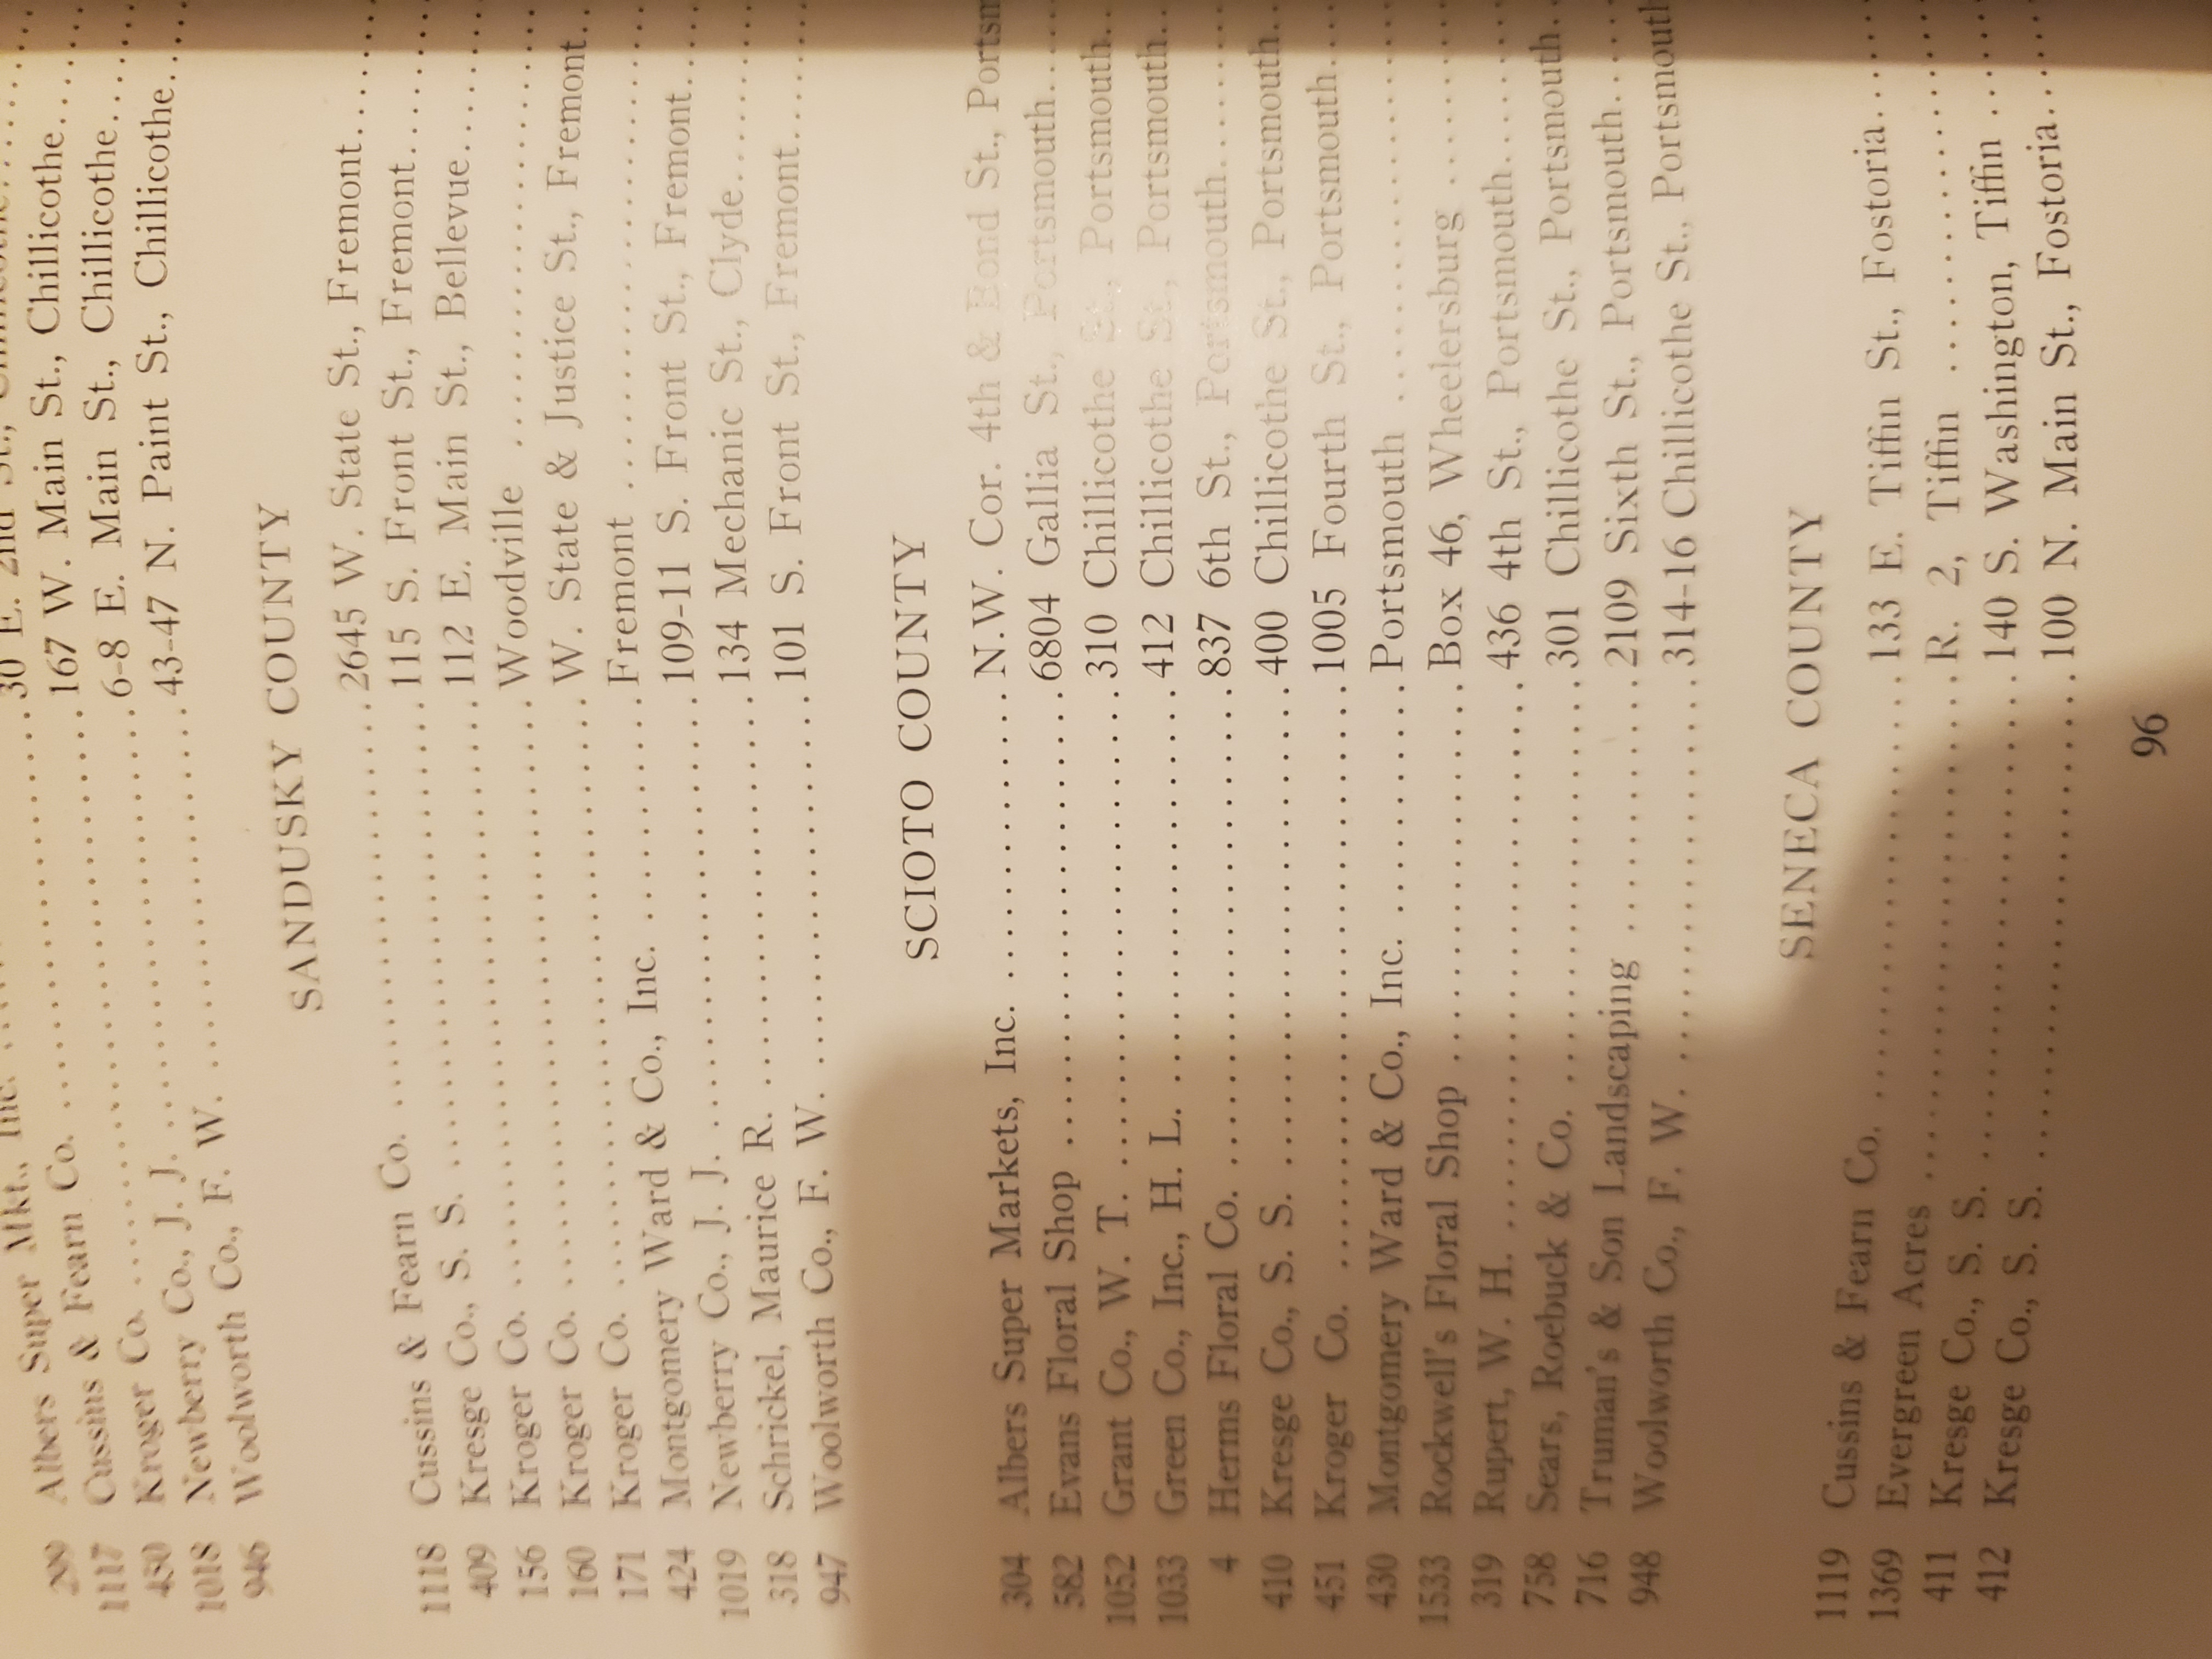 Albers Super Mkt., Inc. 30 E. 2nd St.,
1117 Cussins & Fearn Co. ..... 167 W. Main St., Chillicothe...
450 Kroger Co. ..... 6-8 E. Main St., Chillicothe...
1018 Newberry Co., J. J. ..... 43-47 N. Paint St., Chillicothe...
946 Woolworth Co., F. W. .....
SANDUSKY COUNTY
1118 Cussins & Fearn Co. ..... 2645 W. State St., Fremont.....
409 Kresge Co., S. S. ..... 115 S. Front St., Fremont.....
156 Kroger Co. ..... 112 E. Main St., Bellevue.....
160 Kroger Co. ..... Woodville .....
171 Kroger Co. ..... W. State & Justice St., Fremont...
424 Montgomery Ward & Co., Inc. ..... Fremont .....
1019 Newberry Co., J. J. ..... 109-11 S. Front St., Fremont.....
318 Schrickel, Maurice R. ..... 134 Mechanic St., Clyde.....
947 Woolworth Co., F. W. ..... 101 S. Front St., Fremont.....
SCIOTO COUNTY
304 Albers Super Markets, Inc. ..... N.W. Cor. 4th & Bond St., Portsm
582 Evans Floral Shop ..... 6804 Gallia St., Portsmouth.....
1052 Grant Co., W. T. ..... 310 Chillicothe St., Portsmouth...
1033 Green Co., Inc., H. L. ..... 412 Chillicothe St., Portsmouth...
4 Herms Floral Co. ..... 837 6th St., Portsmouth.....
410 Kresge Co., S. S. ..... 400 Chillicothe St., Portsmouth...
451 Kroger Co. ..... 1005 Fourth St., Portsmouth.....
430 Montgomery Ward & Co., Inc. ..... Portsmouth .....
1533 Rockwell's Floral Shop ..... Box 46, Wheelersburg .....
319 Rupert, W. H. ..... 436 4th St., Portsmouth.....
758 Sears, Roebuck & Co. ..... 301 Chillicothe St., Portsmouth...
716 Truman's & Son Landscaping ..... 2109 Sixth St., Portsmouth.....
948 Woolworth Co., F. W. ..... 314-16 Chillicothe St., Portsmouth
SENECA COUNTY
1119 Cussins & Fearn Co. ..... 133 E. Tiffin St., Fostoria.....
1369 Evergreen Acres ..... R. 2, Tiffin .....
411 Kresge Co., S. S. ..... 140 S. Washington, Tiffin .....
412 Kresge Co., S. S. ..... 100 N. Main St., Fostoria.....
96